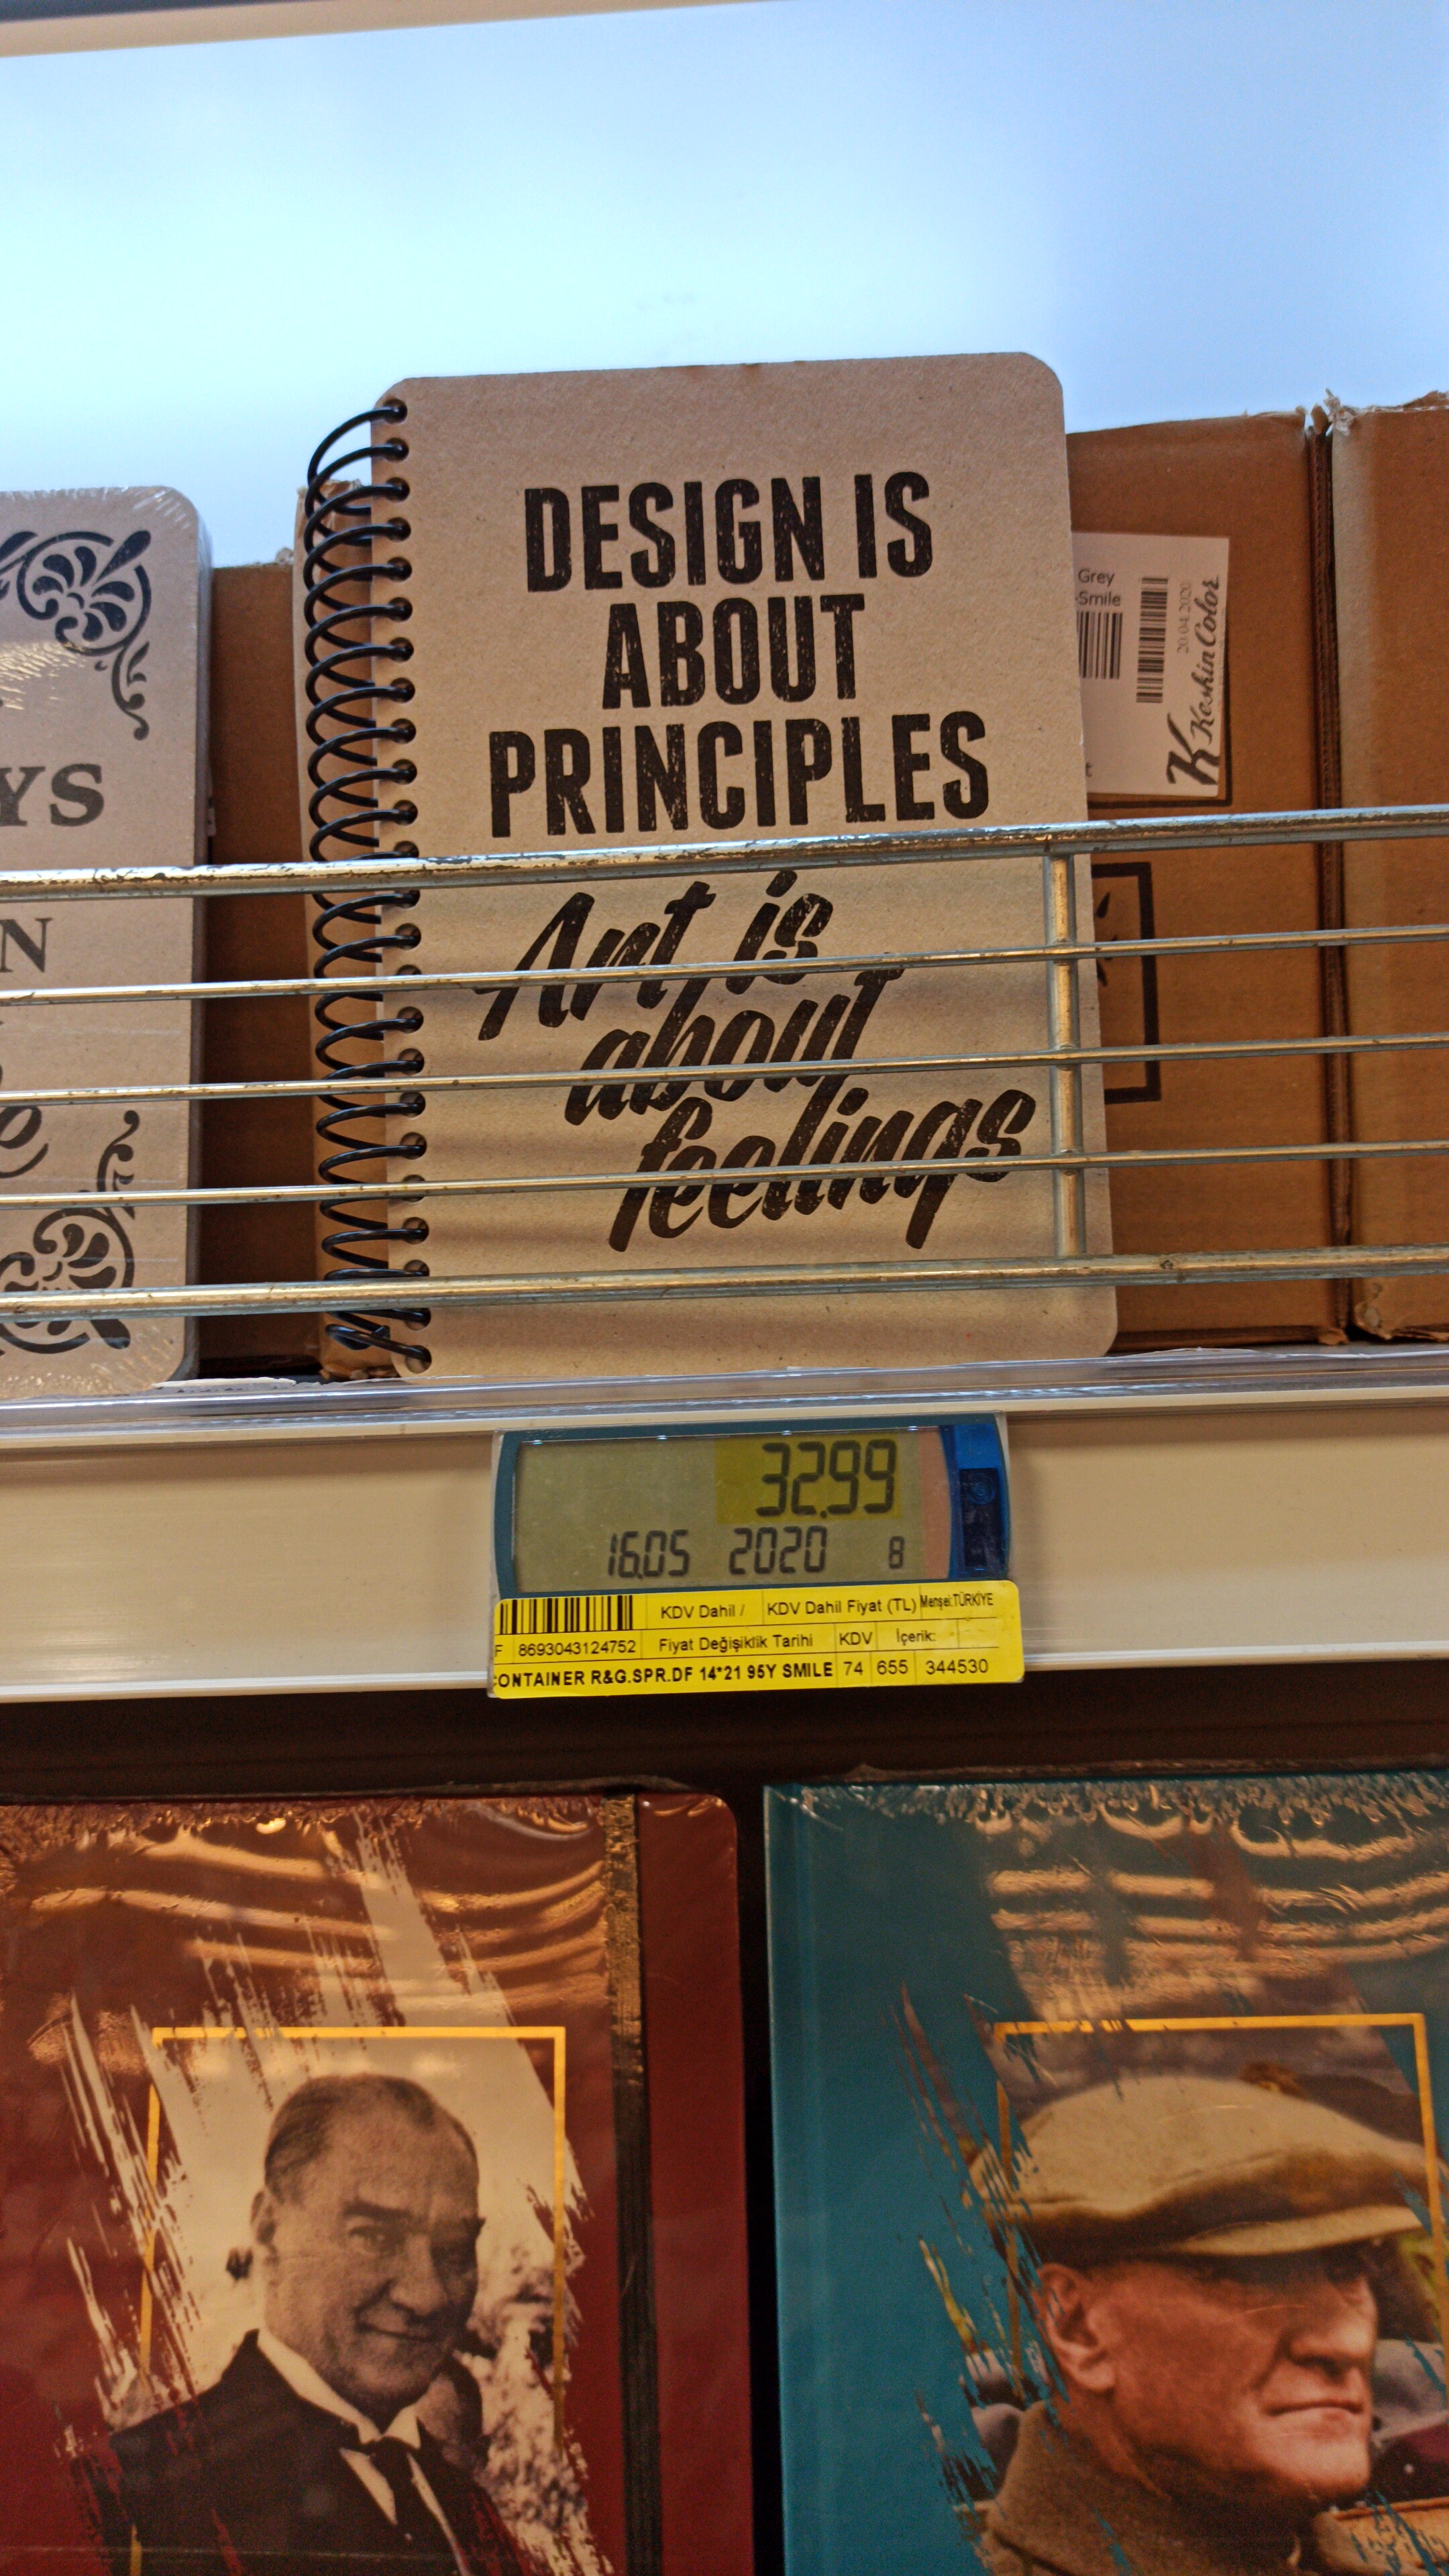 DESIGN IS
ABOUT
PRINCIPLES
Art is
about
feelings
YS
N
e
Grey
-Smile
20.04.2020
Keskin Color
K
32.99
16.05 2020 8
KDV Dahil / KDV Dahil Fiyat (TL) Menşei:TÜRKİYE
F 8693043124752 Fiyat Değişiklik Tarihi KDV İçerik:
ONTAINER R&G.SPR.DF 14*21 95Y SMILE 74 655 344530